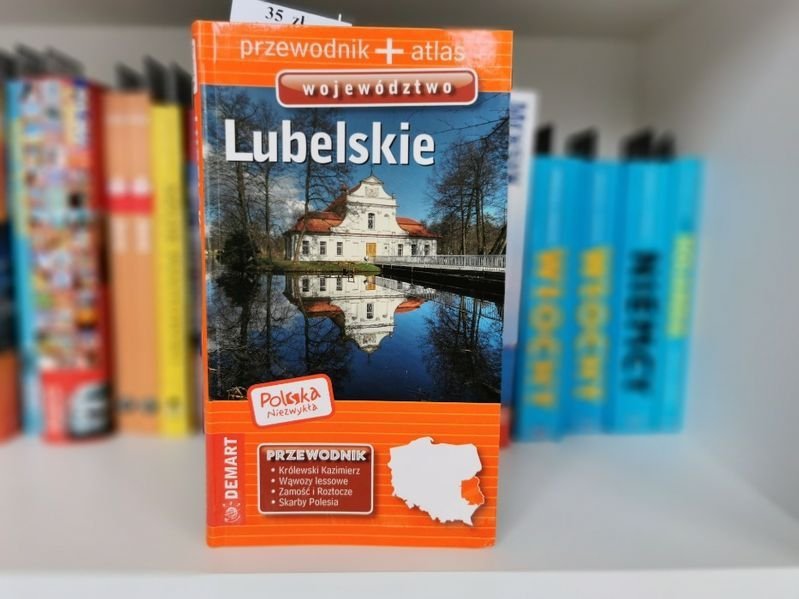 35 zł
przewodnik + atlas
województwo
Lubelskie
Polska
Niezwykła
DEMART
PRZEWODNIK
• Królewski Kazimierz
• Wąwozy lessowe
• Zamość i Roztocze
• Skarby Polesia
WŁOCHY
WŁOCHY
NIEMCY